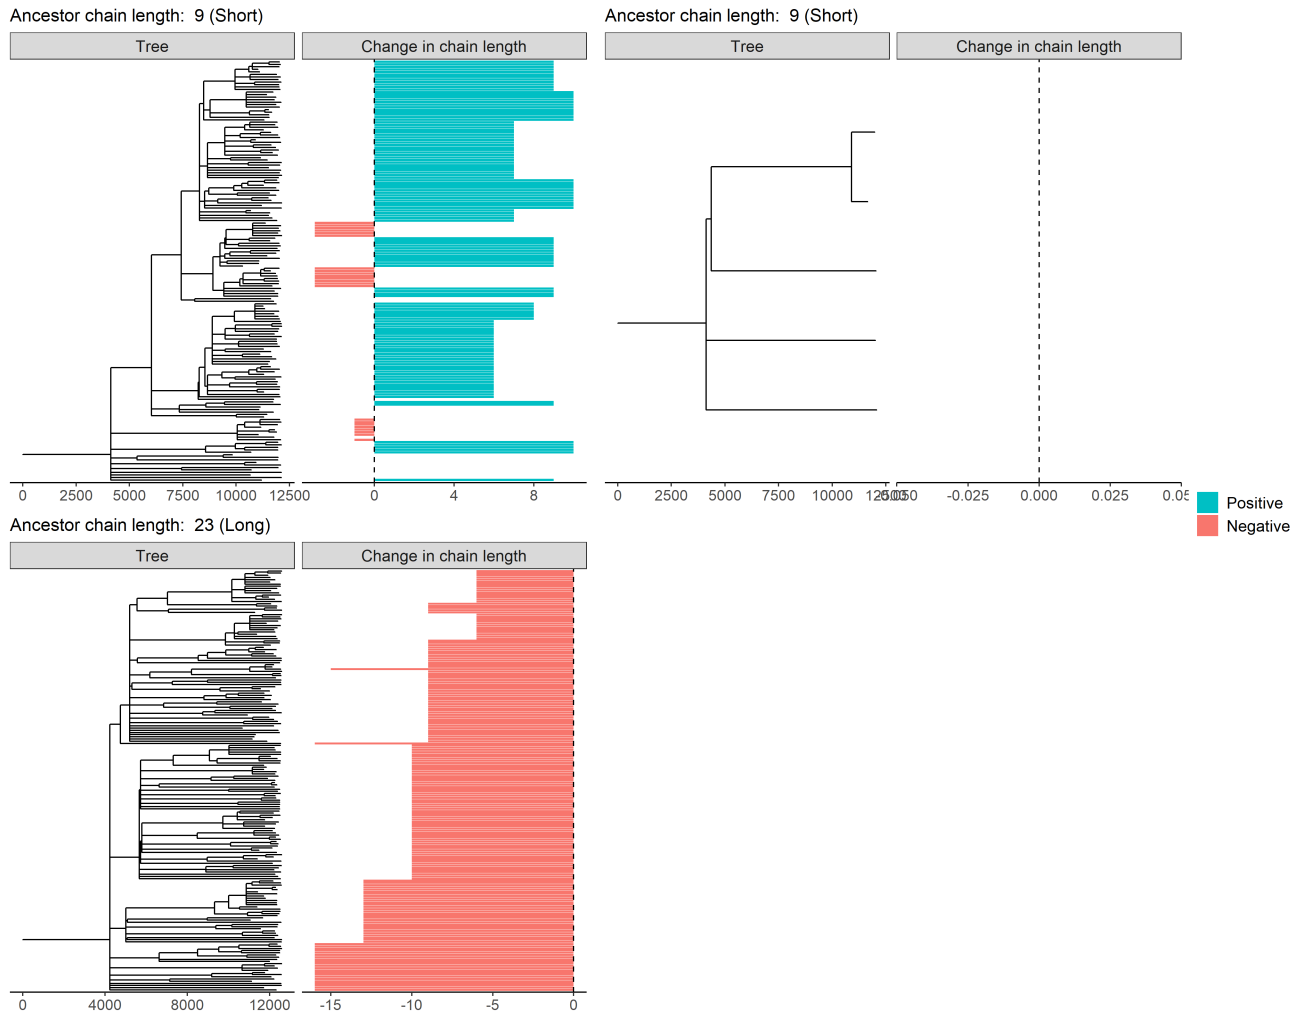 Ancestor chain length:  9 (Short)
Tree
Change in chain length
0 2500 5000 7500 10000 12500
0 4 8
Ancestor chain length:  9 (Short)
Tree
Change in chain length
0 2500 5000 7500 10000
-0.025 0.000 0.025
Positive
Negative
Ancestor chain length:  23 (Long)
Tree
Change in chain length
0 4000 8000 12000
-15 -10 -5 0